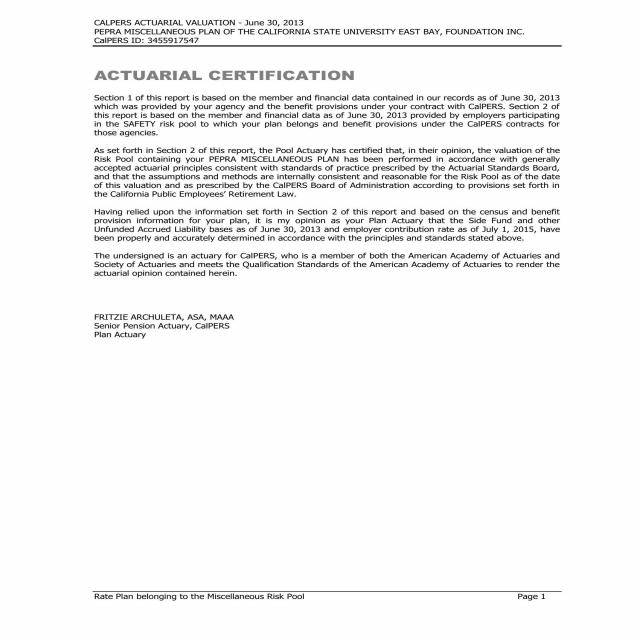 CALPERS ACTUARIAL VALUATION - June 30, 2013
PEPRA MISCELLANEOUS PLAN OF THE CALIFORNIA STATE UNIVERSITY EAST BAY, FOUNDATION INC.
CalPERS ID: 3455917547
ACTUARIAL CERTIFICATION
Section 1 of this report is based on the member and financial data contained in our records as of June 30, 2013
which was provided by your agency and the benefit provisions under your contract with CalPERS. Section 2 of
this report is based on the member and financial data as of June 30, 2013 provided by employers participating
in the SAFETY risk pool to which your plan belongs and benefit provisions under the CalPERS contracts for
those agencies.
As set forth in Section 2 of this report, the Pool Actuary has certified that, in their opinion, the valuation of the
Risk Pool containing your PEPRA MISCELLANEOUS PLAN has been performed in accordance with generally
accepted actuarial principles consistent with standards of practice prescribed by the Actuarial Standards Board,
and that the assumptions and methods are internally consistent and reasonable for the Risk Pool as of the date
of this valuation and as prescribed by the CalPERS Board of Administration according to provisions set forth in
the California Public Employees' Retirement Law.
Having relied upon the information set forth in Section 2 of this report and based on the census and benefit
provision information for your plan, it is my opinion as your Plan Actuary that the Side Fund and other
Unfunded Accrued Liability bases as of June 30, 2013 and employer contribution rate as of July 1, 2015, have
been properly and accurately determined in accordance with the principles and standards stated above.
The undersigned is an actuary for CalPERS, who is a member of both the American Academy of Actuaries and
Society of Actuaries and meets the Qualification Standards of the American Academy of Actuaries to render the
actuarial opinion contained herein.
FRITZIE ARCHULETA, ASA, MAAA
Senior Pension Actuary, CalPERS
Plan Actuary
Rate Plan belonging to the Miscellaneous Risk Pool Page 1